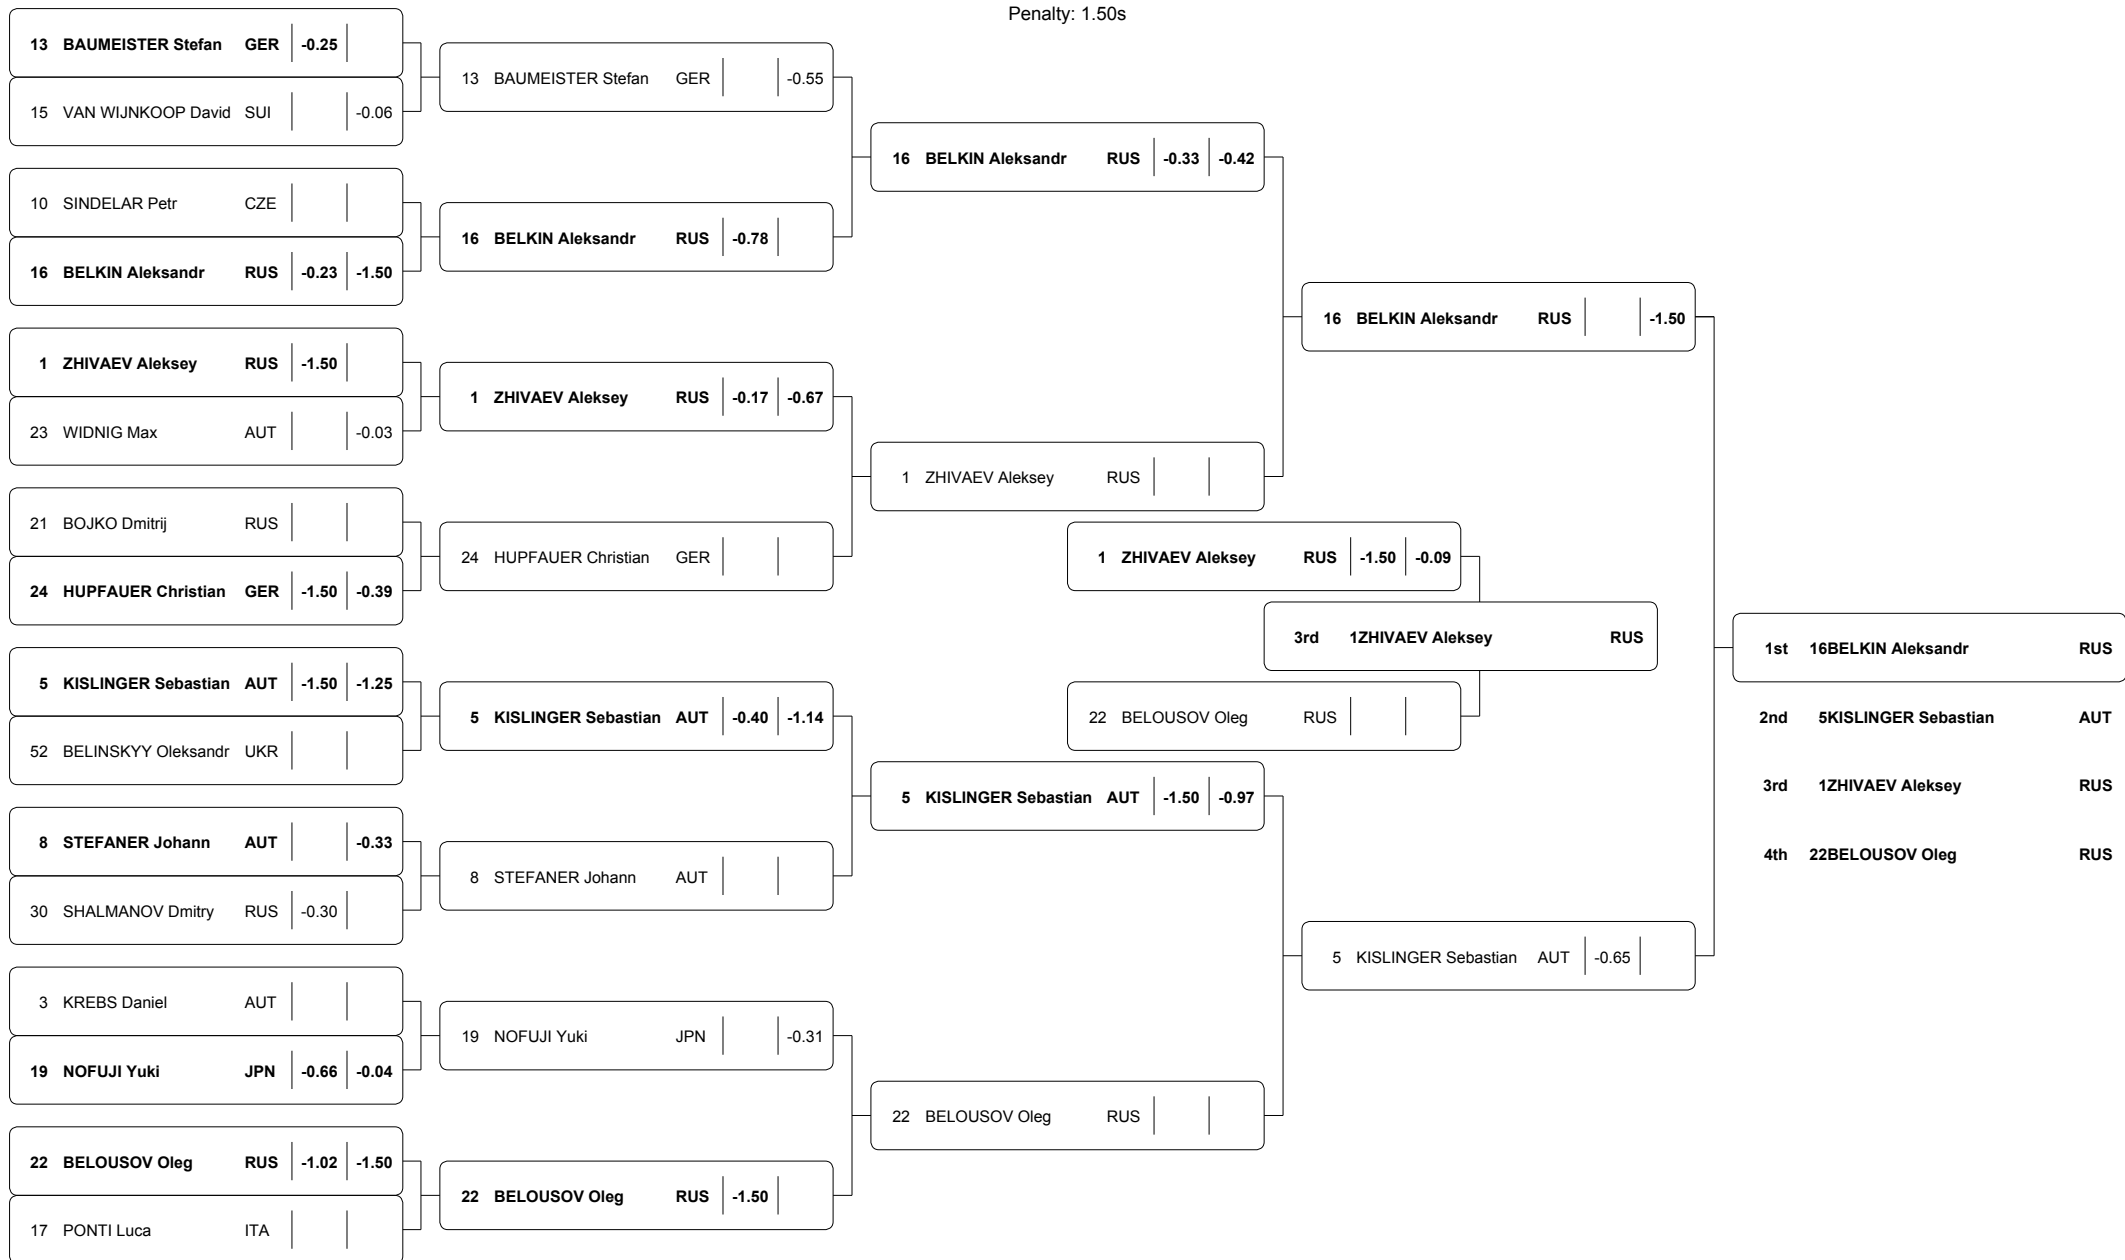 Penalty: 1.50s
13 BAUMEISTER Stefan GER -0.25
15 VAN WIJNKOOP David SUI -0.06
10 SINDELAR Petr CZE
16 BELKIN Aleksandr RUS -0.23 -1.50
1 ZHIVAEV Aleksey RUS -1.50
23 WIDNIG Max AUT -0.03
21 BOJKO Dmitrij RUS
24 HUPFAUER Christian GER -1.50 -0.39
5 KISLINGER Sebastian AUT -1.50 -1.25
52 BELINSKYY Oleksandr UKR
8 STEFANER Johann AUT -0.33
30 SHALMANOV Dmitry RUS -0.30
3 KREBS Daniel AUT
19 NOFUJI Yuki JPN -0.66 -0.04
22 BELOUSOV Oleg RUS -1.02 -1.50
17 PONTI Luca ITA
13 BAUMEISTER Stefan GER -0.55
16 BELKIN Aleksandr RUS -0.78
1 ZHIVAEV Aleksey RUS -0.17 -0.67
24 HUPFAUER Christian GER
5 KISLINGER Sebastian AUT -0.40 -1.14
8 STEFANER Johann AUT
19 NOFUJI Yuki JPN -0.31
22 BELOUSOV Oleg RUS -1.50
16 BELKIN Aleksandr RUS -0.33 -0.42
1 ZHIVAEV Aleksey RUS
5 KISLINGER Sebastian AUT -1.50 -0.97
22 BELOUSOV Oleg RUS
1 ZHIVAEV Aleksey RUS -1.50 -0.09
3rd 1ZHIVAEV Aleksey RUS
22 BELOUSOV Oleg RUS
16 BELKIN Aleksandr RUS -1.50
5 KISLINGER Sebastian AUT -0.65
1st 16BELKIN Aleksandr RUS
2nd 5KISLINGER Sebastian AUT
3rd 1ZHIVAEV Aleksey RUS
4th 22BELOUSOV Oleg RUS